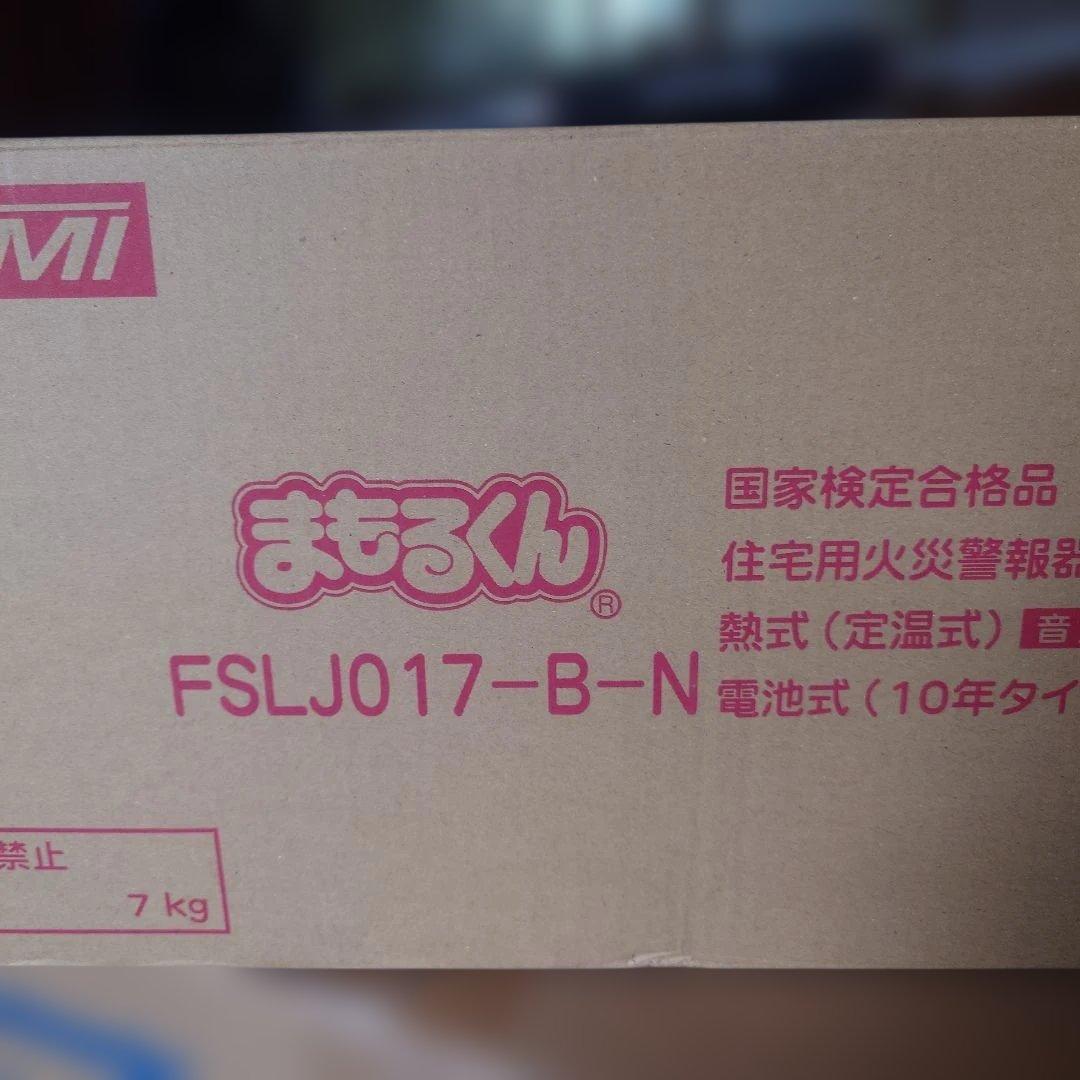 MI
まもるくん®
FSLJ017-B-N
国家検定合格品
住宅用火災警報器
熱式(定温式) 音
電池式(10年タイ
禁止
7 kg